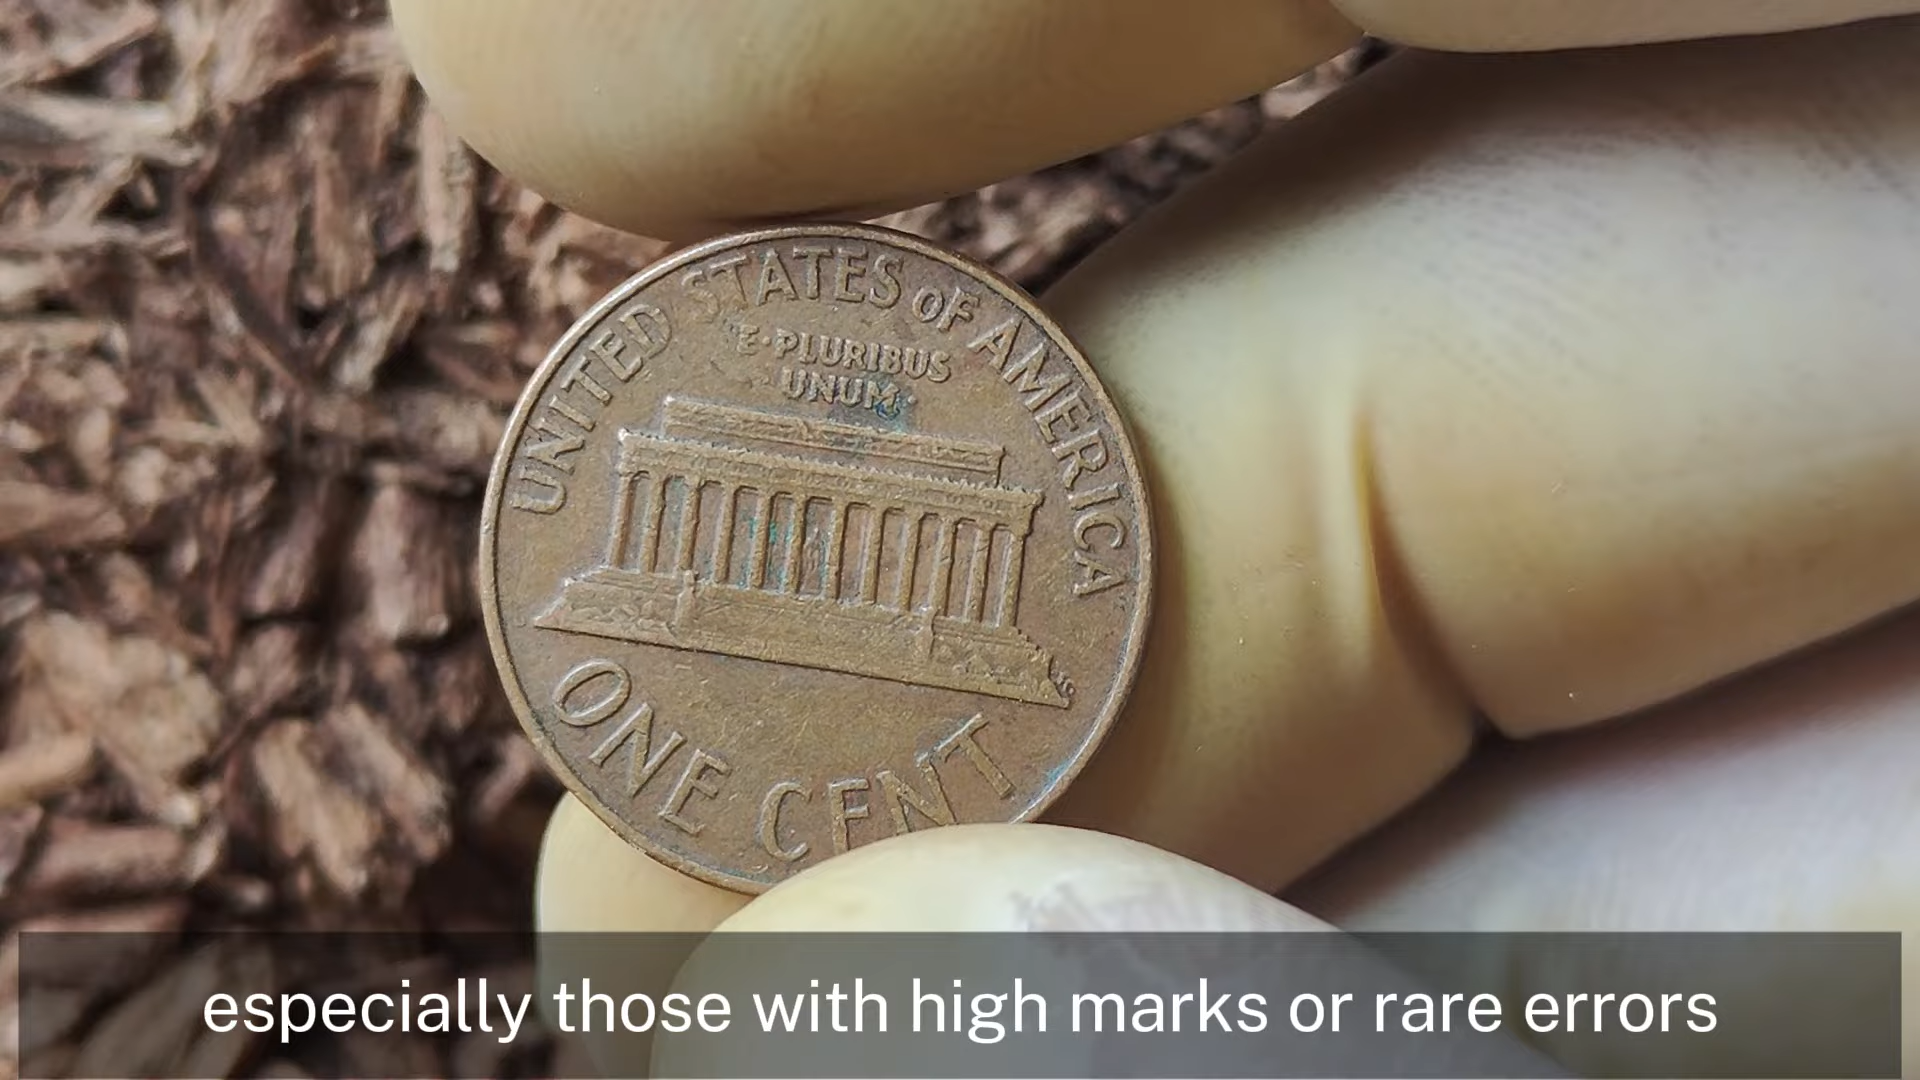 UNITED STATES OF AMERICA
E·PLURIBUS
UNUM·
ONE CENT
especially those with high marks or rare errors